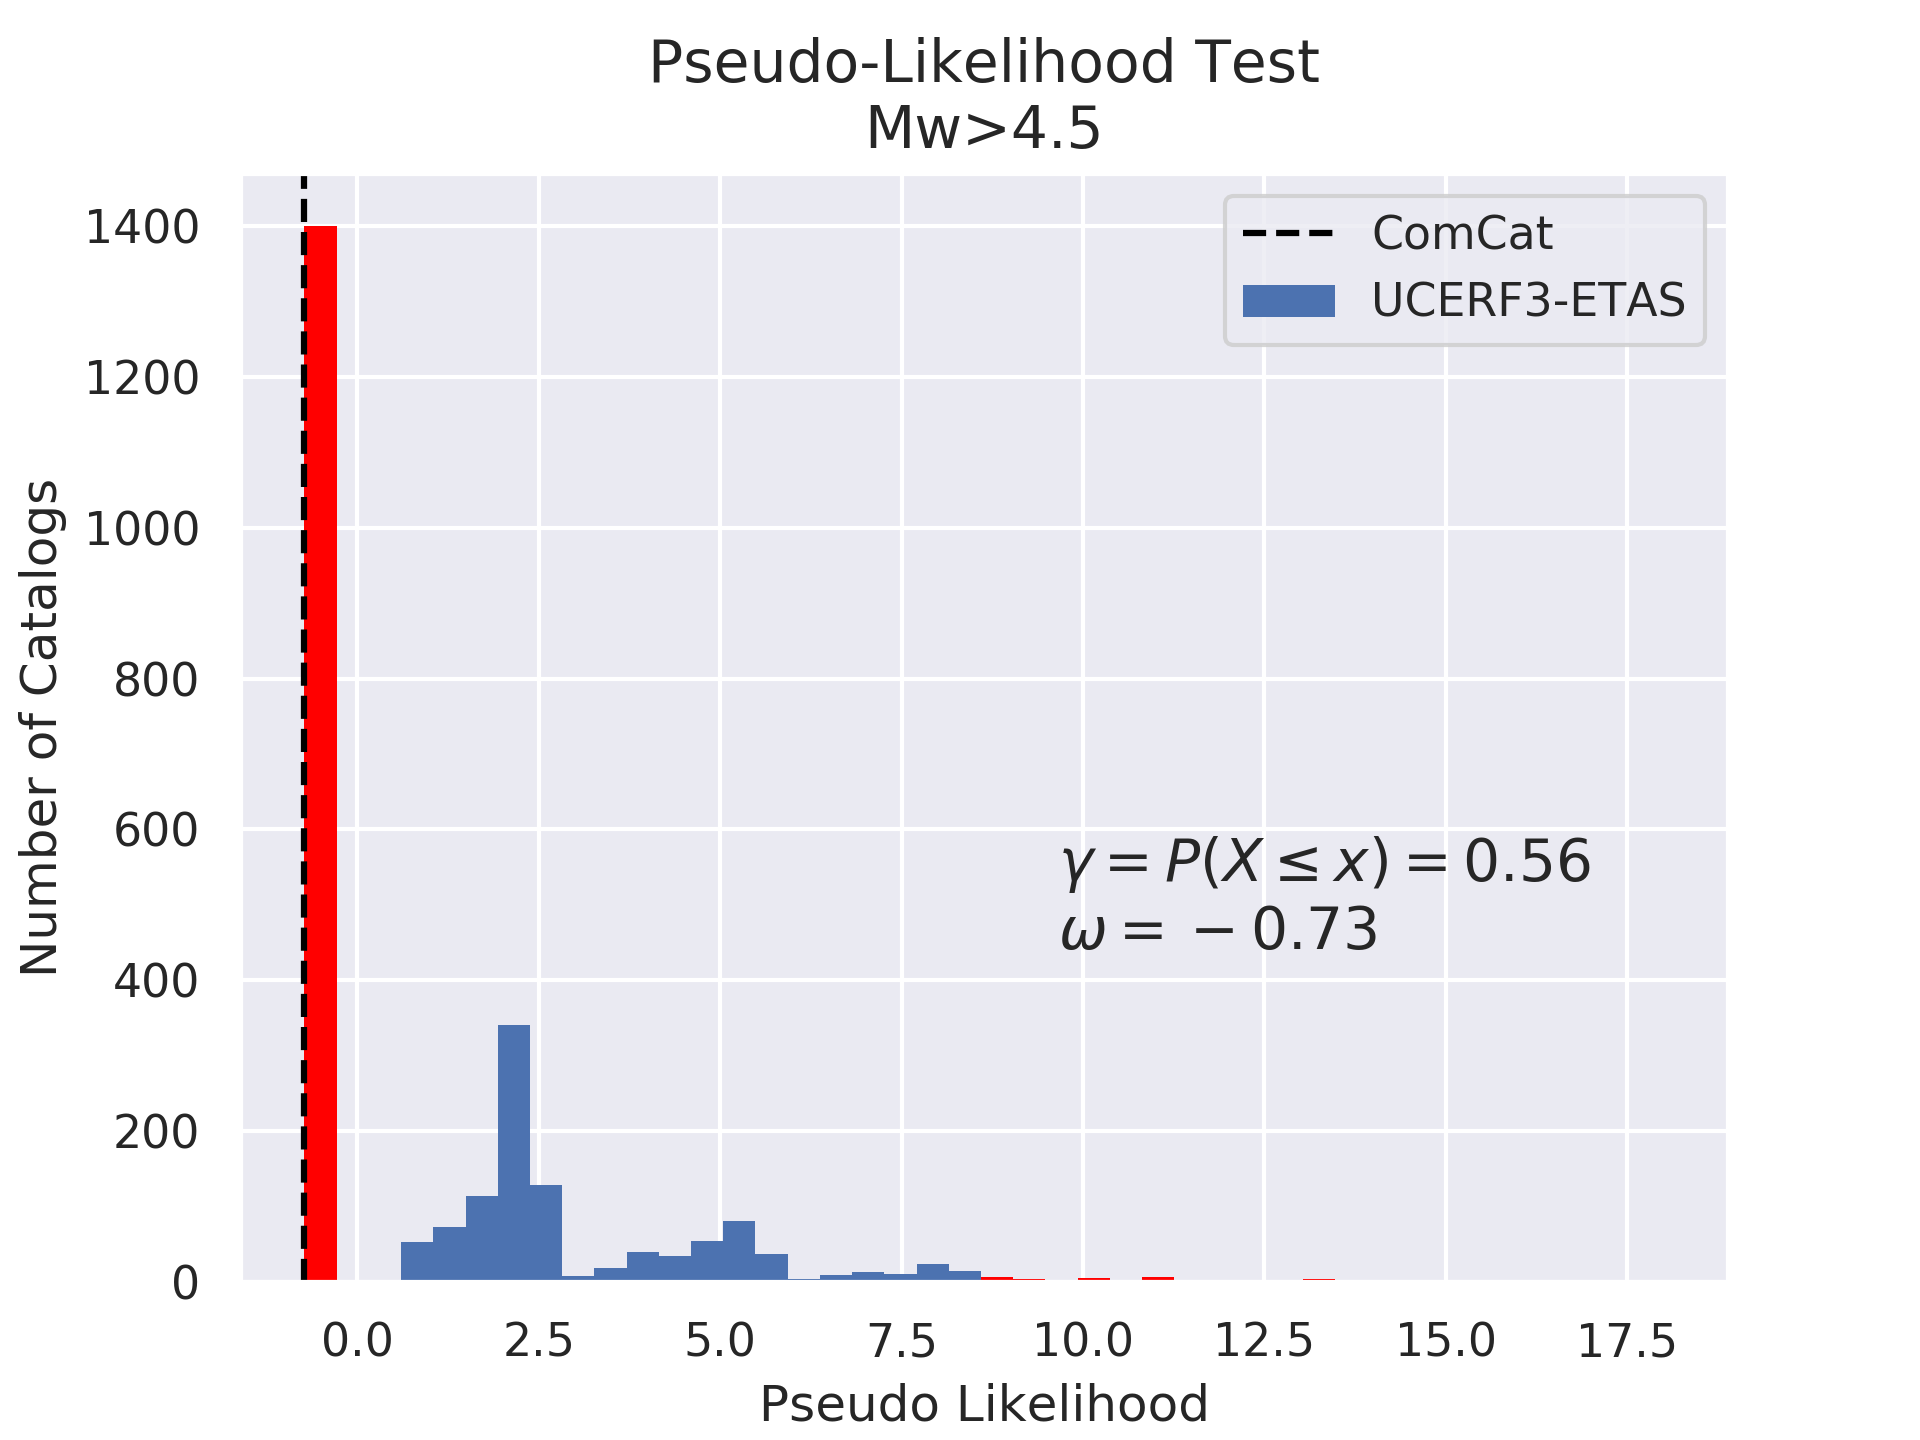 Pseudo-Likelihood Test
Mw>4.5
1400
1200
1000
800
600
400
200
0
Number of Catalogs
ComCat
UCERF3-ETAS
γ = P(X ≤ x) = 0.56
ω = − 0.73
0.0 2.5 5.0 7.5 10.0 12.5 15.0 17.5
Pseudo Likelihood